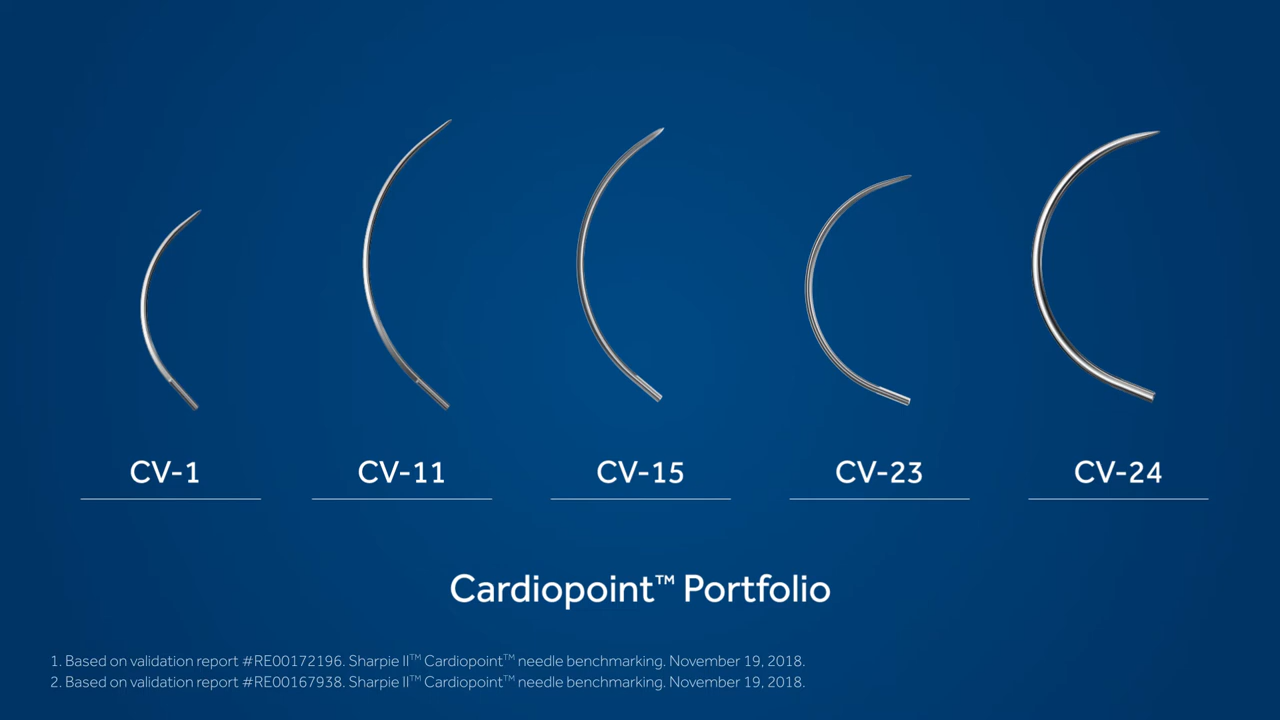 CV-1
CV-11
CV-15
CV-23
CV-24
Cardiopoint™ Portfolio
1. Based on validation report #RE00172196. Sharpie II™ Cardiopoint™ needle benchmarking. November 19, 2018.
2. Based on validation report #RE00167938. Sharpie II™ Cardiopoint™ needle benchmarking. November 19, 2018.